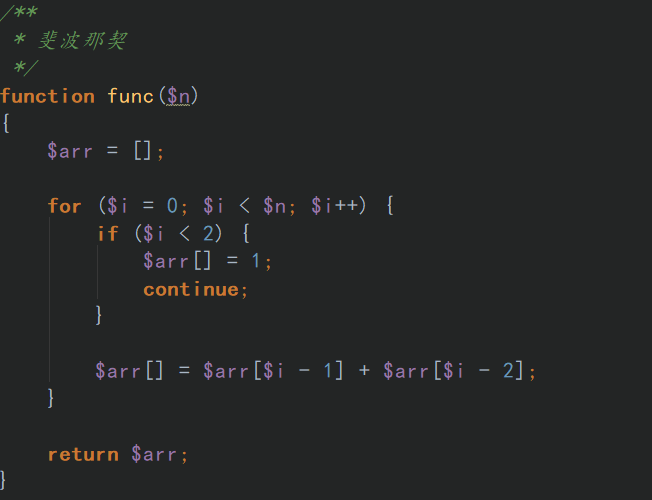 /**
 * 斐波那契
 */
function func($n)
{
    $arr = [];

    for ($i = 0; $i < $n; $i++) {
        if ($i < 2) {
            $arr[] = 1;
            continue;
        }

        $arr[] = $arr[$i - 1] + $arr[$i - 2];
    }

    return $arr;
}